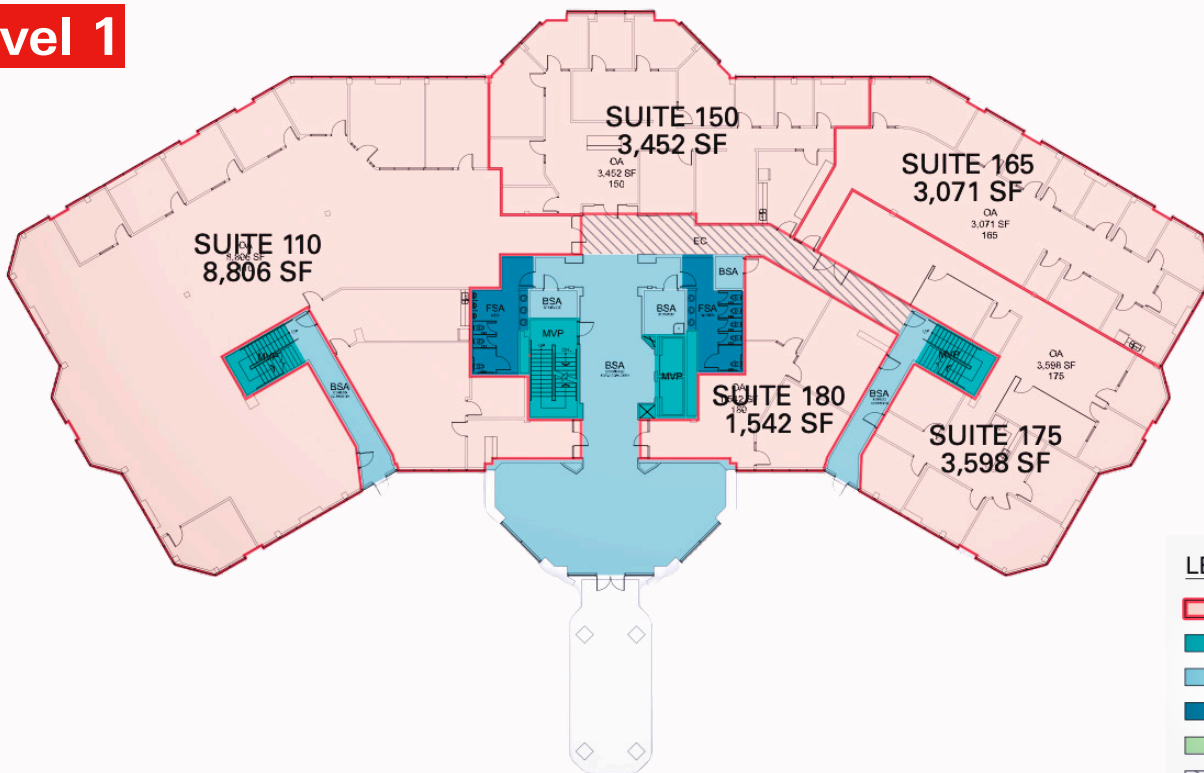 vel 1
SUITE 150
3,452 SF
OA
3,452 SF
150
SUITE 165
3,071 SF
OA
3,071 SF
165
SUITE 110
8,806 SF
EC
BSA
FSA
BSA
BSA
FSA
MVP
BSA
MVP
MVP
BSA
MVP
OA
3,598 SF
175
SUITE 180
1,542 SF
BSA
SUITE 175
3,598 SF
LE